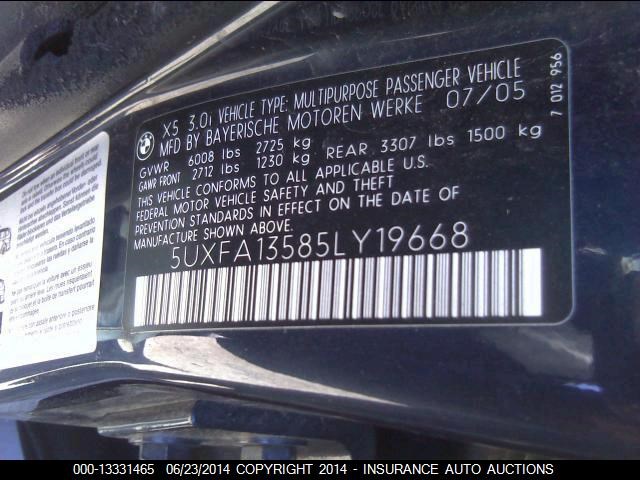 X5 3.0i VEHICLE TYPE: MULTIPURPOSE PASSENGER VEHICLE
MFD BY BAYERISCHE MOTOREN WERKE 07/05
GVWR 6008 lbs 2725 kg
GAWR FRONT 2712 lbs 1230 kg REAR 3307 lbs 1500 kg
THIS VEHICLE CONFORMS TO ALL APPLICABLE U.S.
FEDERAL MOTOR VEHICLE SAFETY AND THEFT
PREVENTION STANDARDS IN EFFECT ON THE DATE OF
MANUFACTURE SHOWN ABOVE.
5UXFA13585LY19668
7 012 956
000-13331465 06/23/2014 COPYRIGHT 2014 - INSURANCE AUTO AUCTIONS